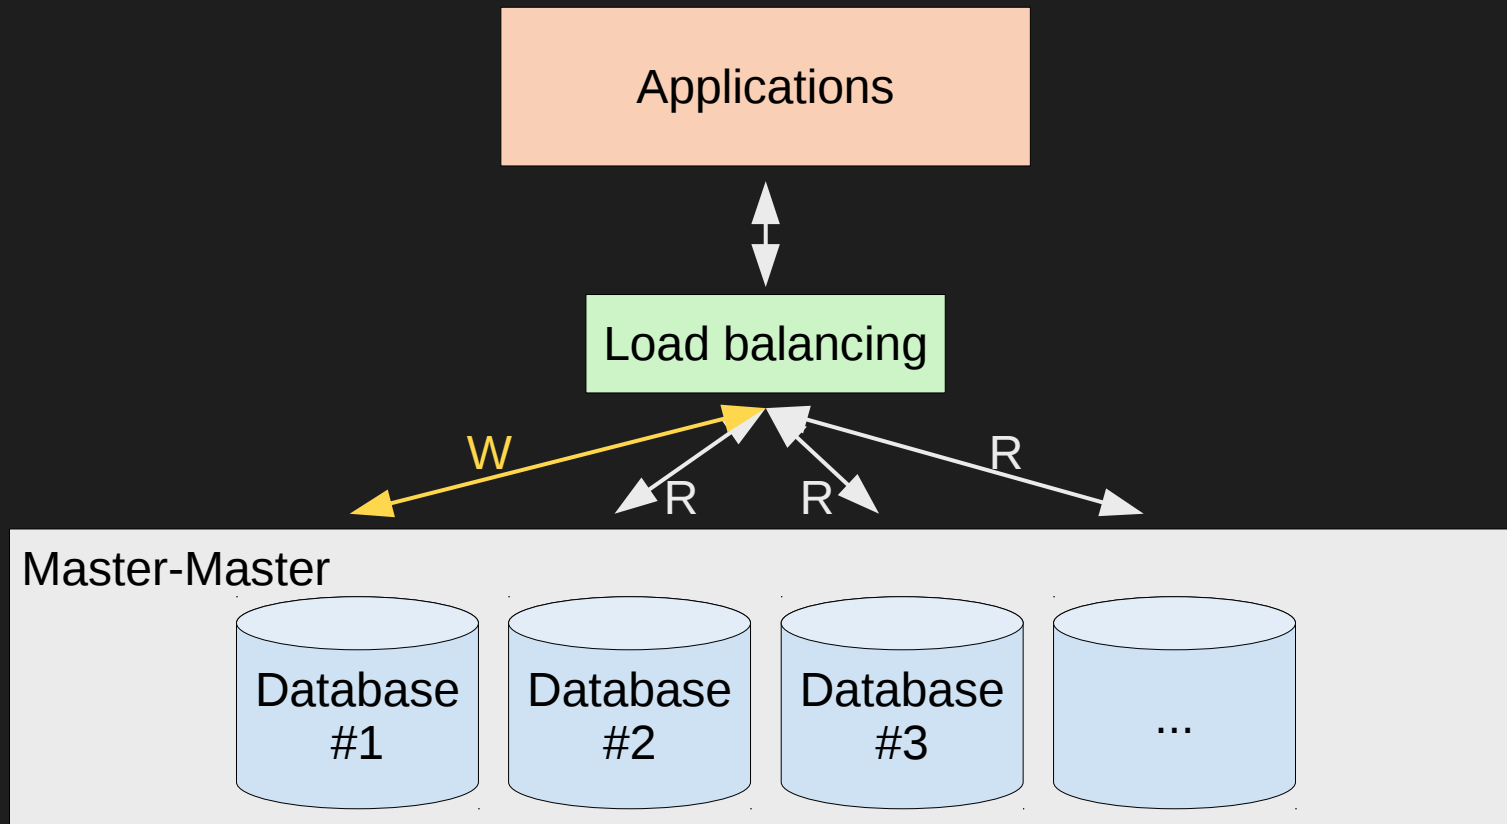 Applications
Load balancing
W
R
R
R
Master-Master
Database
#1
Database
#2
Database
#3
...